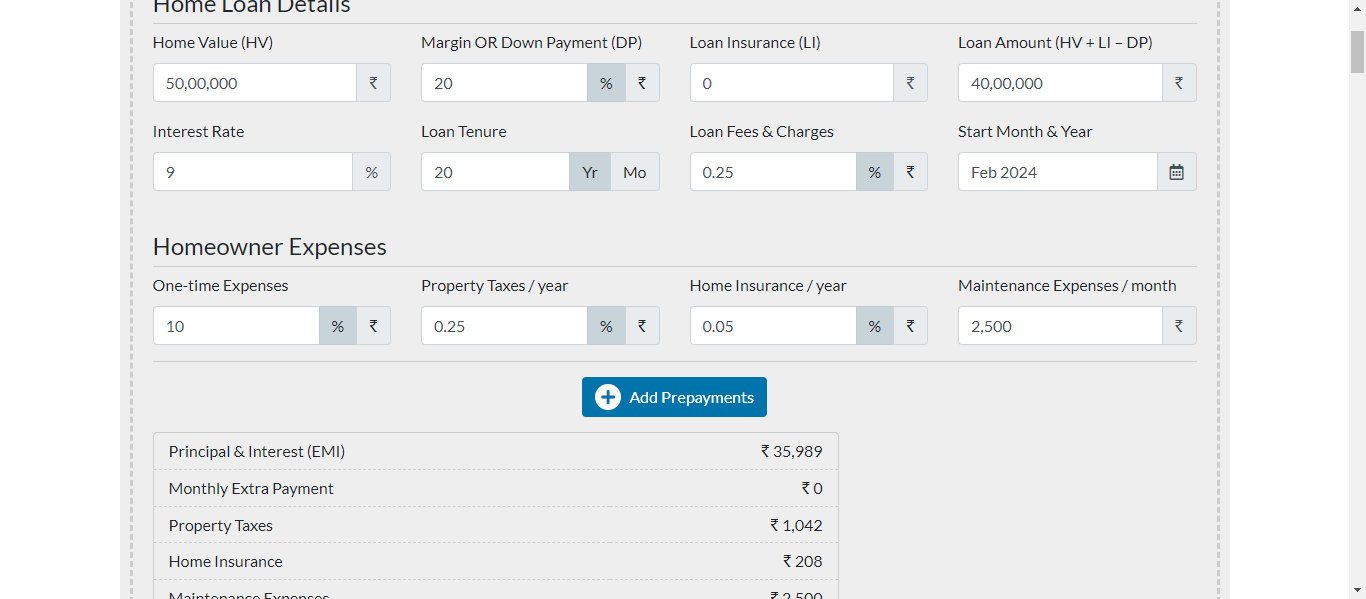 Home Loan Details
Home Value (HV) Margin OR Down Payment (DP) Loan Insurance (LI) Loan Amount (HV + LI – DP)
50,00,000 ₹ 20 % ₹ 0 ₹ 40,00,000 ₹
Interest Rate Loan Tenure Loan Fees & Charges Start Month & Year
9 % 20 Yr Mo 0.25 % ₹ Feb 2024
Homeowner Expenses
One-time Expenses Property Taxes / year Home Insurance / year Maintenance Expenses / month
10 % ₹ 0.25 % ₹ 0.05 % ₹ 2,500 ₹
Add Prepayments
Principal & Interest (EMI) ₹ 35,989
Monthly Extra Payment ₹ 0
Property Taxes ₹ 1,042
Home Insurance ₹ 208
Maintenance Expenses ₹ 2,500